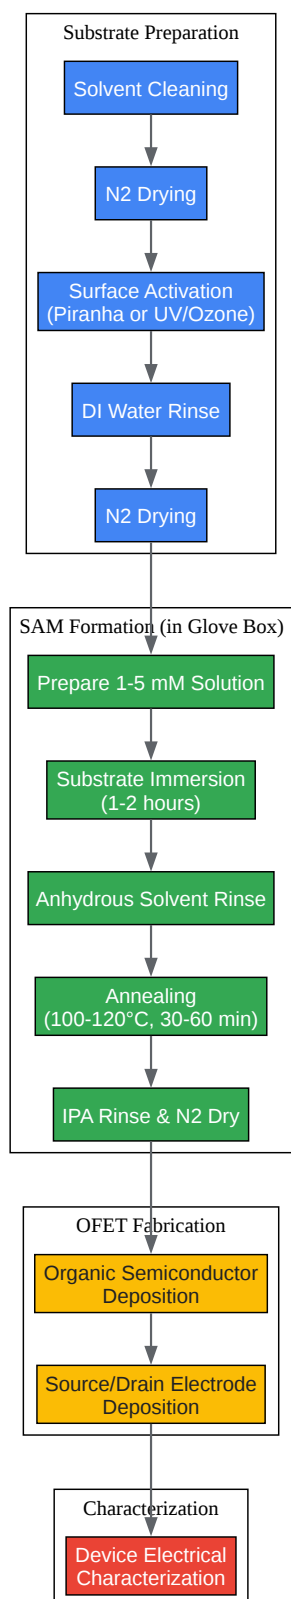 Substrate Preparation
Solvent Cleaning
N2 Drying
Surface Activation
(Piranha or UV/Ozone)
DI Water Rinse
N2 Drying
SAM Formation (in Glove Box)
Prepare 1-5 mM Solution
Substrate Immersion
(1-2 hours)
Anhydrous Solvent Rinse
Annealing
(100-120°C, 30-60 min)
IPA Rinse & N2 Dry
OFET Fabrication
Organic Semiconductor
Deposition
Source/Drain Electrode
Deposition
Characterization
Device Electrical
Characterization